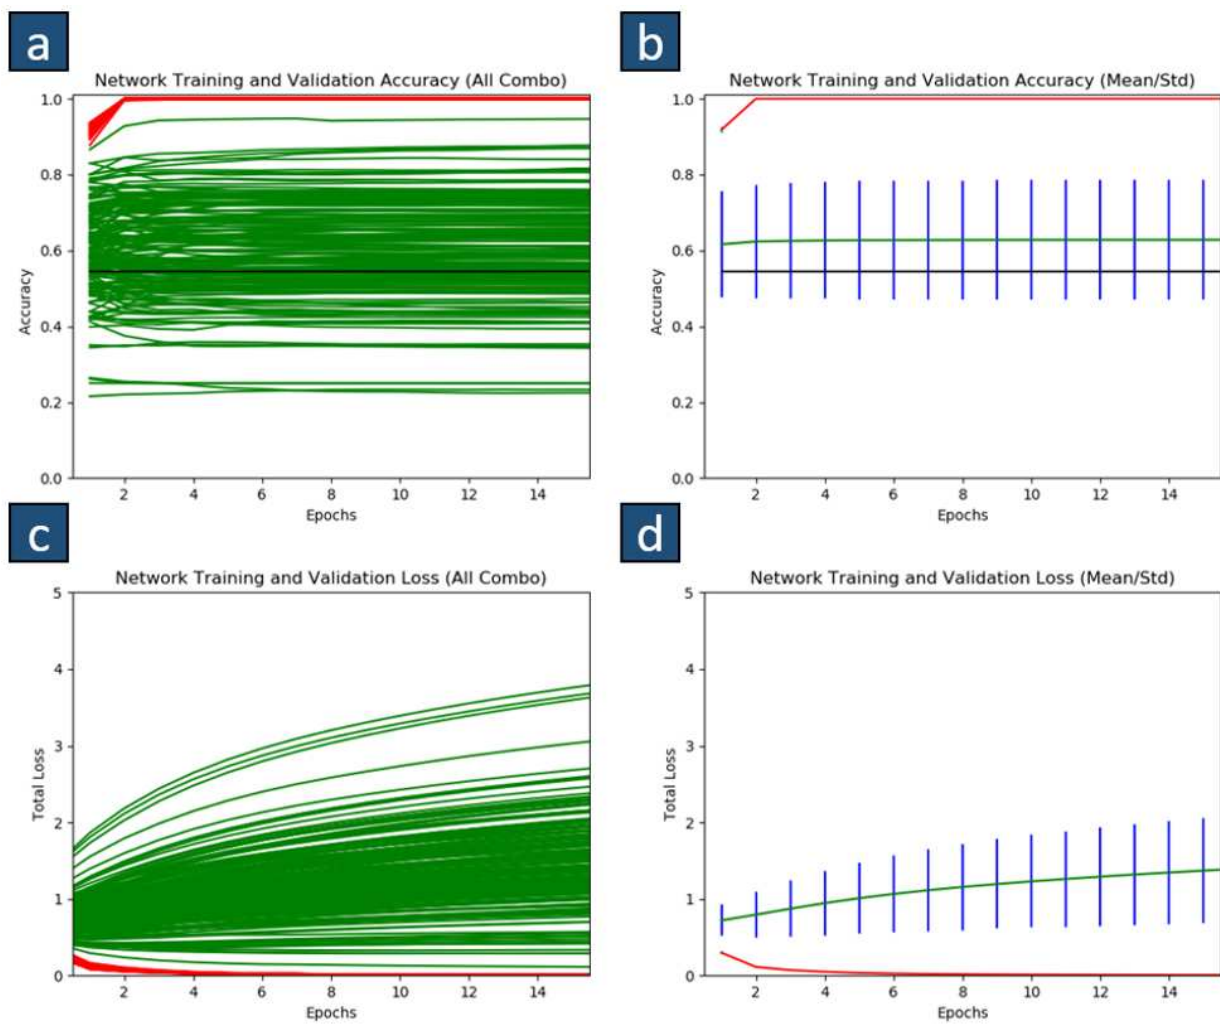 a
Network Training and Validation Accuracy (All Combo)
1.0
0.8
0.6
0.4
0.2
0.0
Accuracy
2 4 6 8 10 12 14
Epochs
b
Network Training and Validation Accuracy (Mean/Std)
1.0
0.8
0.6
0.4
0.2
0.0
Accuracy
2 4 6 8 10 12 14
Epochs
c
Network Training and Validation Loss (All Combo)
5
4
3
2
1
0
Total Loss
2 4 6 8 10 12 14
Epochs
d
Network Training and Validation Loss (Mean/Std)
5
4
3
2
1
0
Total Loss
2 4 6 8 10 12 14
Epochs